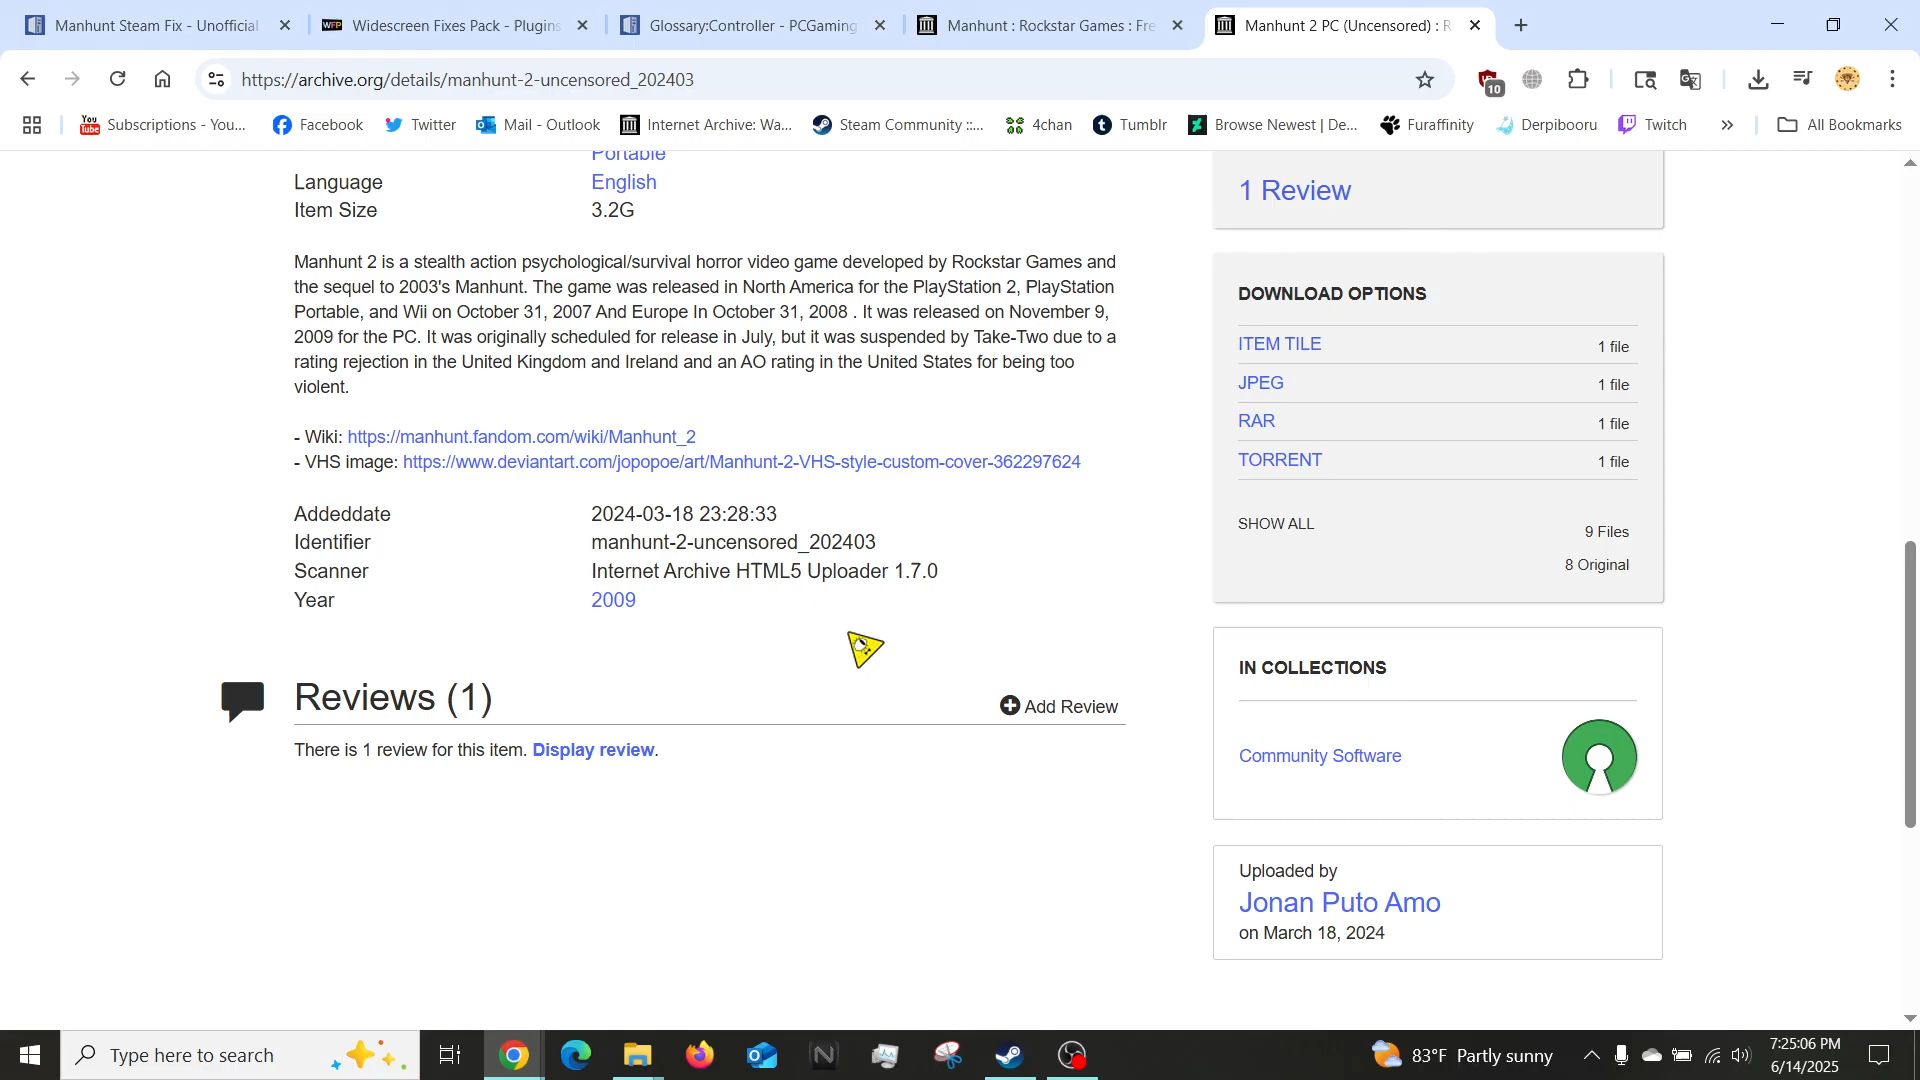 Manhunt Steam Fix - Unofficial
Widescreen Fixes Pack - Plugins
Glossary:Controller - PCGaming
Manhunt : Rockstar Games : Fre
Manhunt 2 PC (Uncensored) : R
https://archive.org/details/manhunt-2-uncensored_202403
10
Subscriptions - You...
Facebook
Twitter
Mail - Outlook
Internet Archive: Wa...
Steam Community ::...
4chan
Tumblr
Browse Newest | De...
Furaffinity
Derpibooru
Twitch
All Bookmarks
Portable
Language English
Item Size 3.2G
Manhunt 2 is a stealth action psychological/survival horror video game developed by Rockstar Games and
the sequel to 2003's Manhunt. The game was released in North America for the PlayStation 2, PlayStation
Portable, and Wii on October 31, 2007 And Europe In October 31, 2008 . It was released on November 9,
2009 for the PC. It was originally scheduled for release in July, but it was suspended by Take-Two due to a
rating rejection in the United Kingdom and Ireland and an AO rating in the United States for being too
violent.
- Wiki: https://manhunt.fandom.com/wiki/Manhunt_2
- VHS image: https://www.deviantart.com/jopopoe/art/Manhunt-2-VHS-style-custom-cover-362297624
Addeddate 2024-03-18 23:28:33
Identifier manhunt-2-uncensored_202403
Scanner Internet Archive HTML5 Uploader 1.7.0
Year 2009
Reviews (1)
Add Review
There is 1 review for this item. Display review.
1 Review
DOWNLOAD OPTIONS
ITEM TILE 1 file
JPEG 1 file
RAR 1 file
TORRENT 1 file
SHOW ALL 9 Files
8 Original
IN COLLECTIONS
Community Software
Uploaded by
Jonan Puto Amo
on March 18, 2024
Type here to search
83°F Partly sunny
7:25:06 PM
6/14/2025